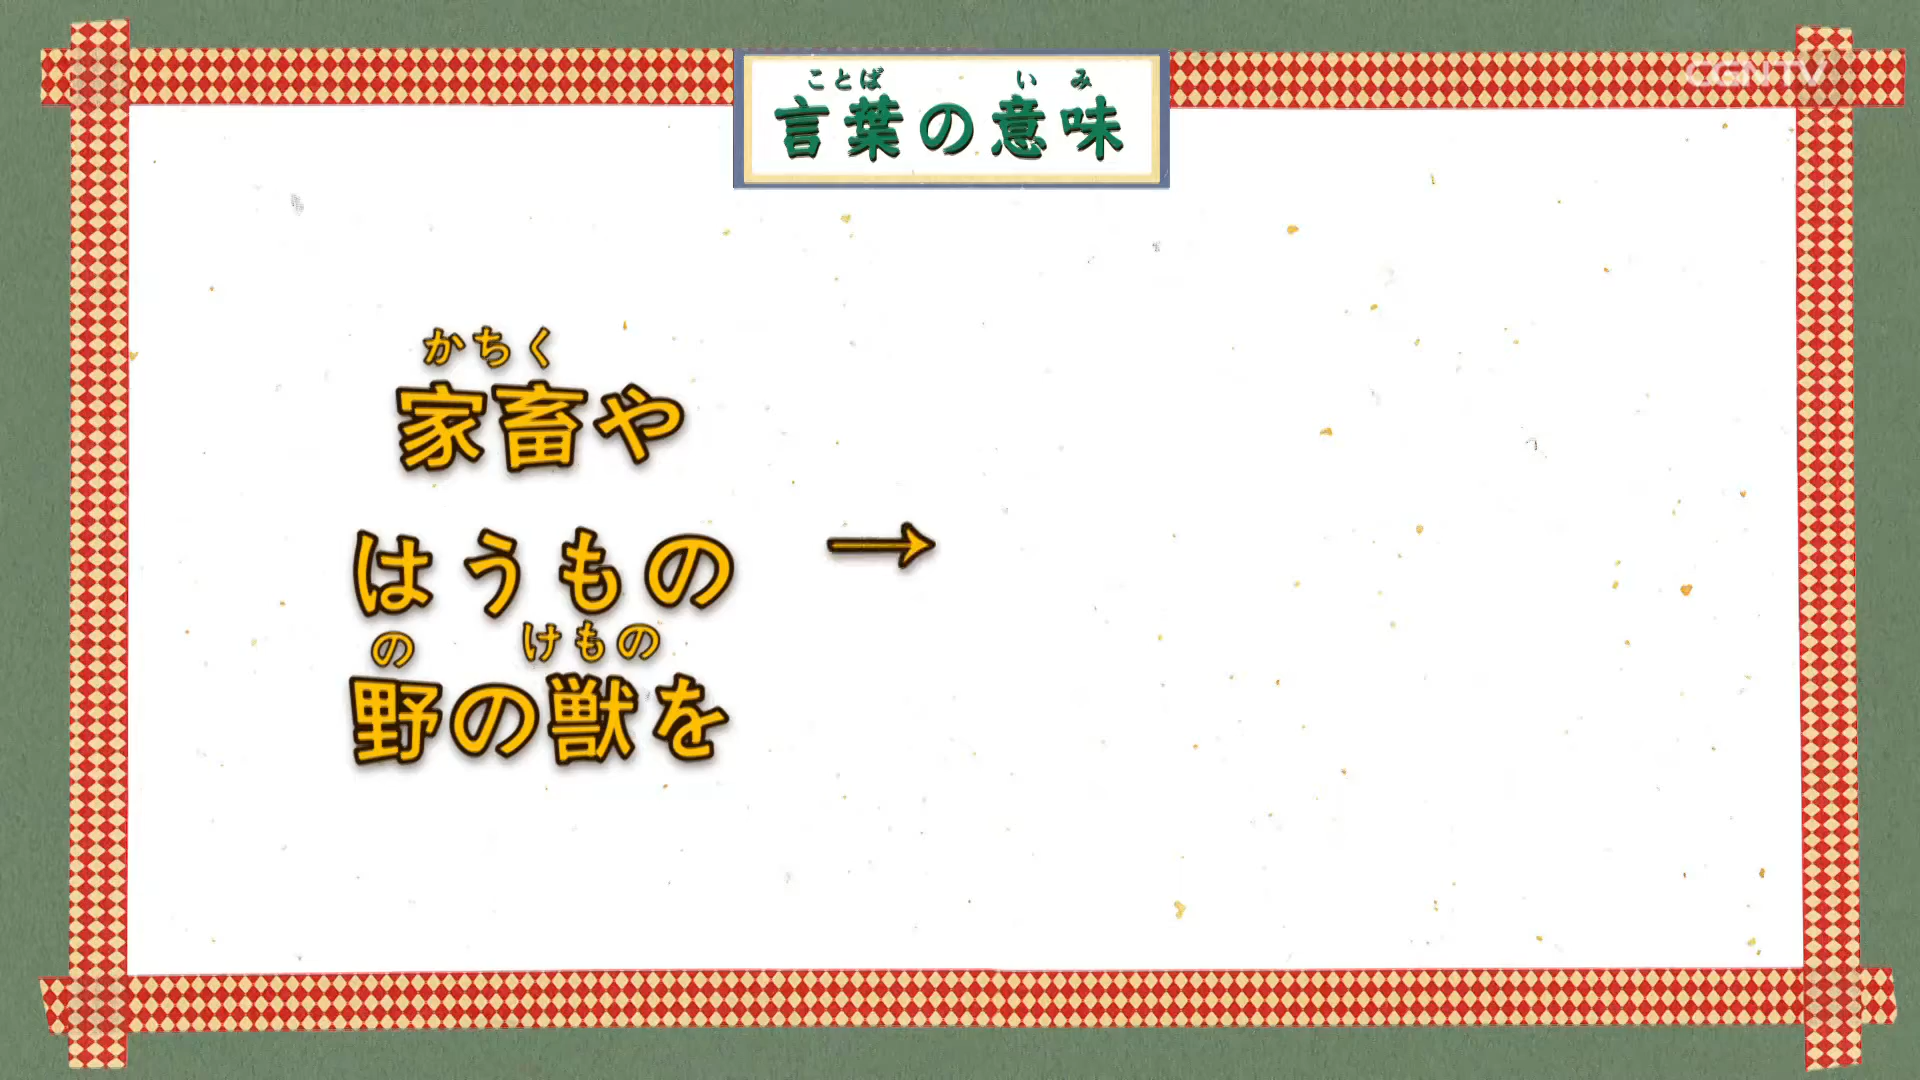 CGNTV
ことば い み
言葉の意味
かちく
家畜や
はうもの
の けもの
野の獣を
→